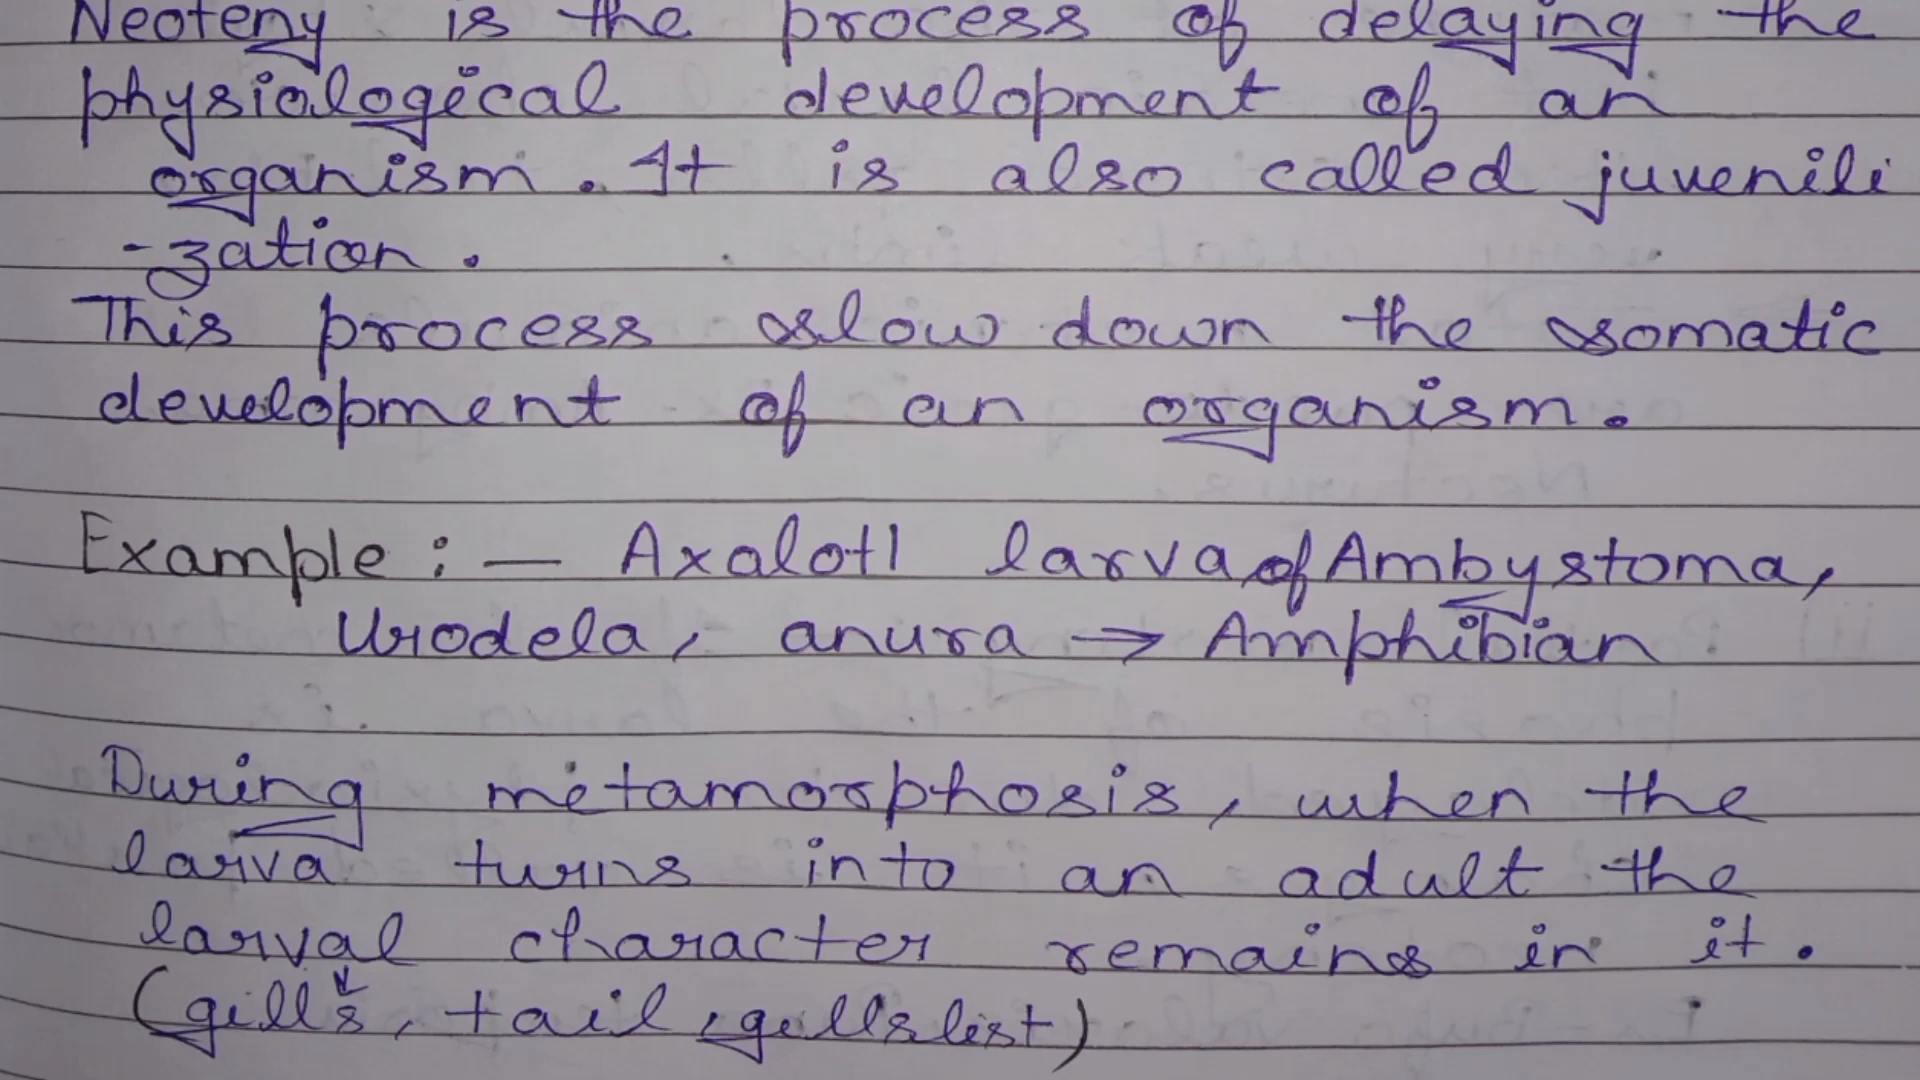 Neoteny : is the process of delaying the
physiological development of an
organism. It is also called juvenili
-zation.
This process slow down the somatic
development of an organism.
Example : — Axalotl larva of Ambystoma,
Urodela, anura → Amphibian
During metamorphosis, when the
larva turns into an adult the
larval character remains in it.
(gills, tail, gillslist)